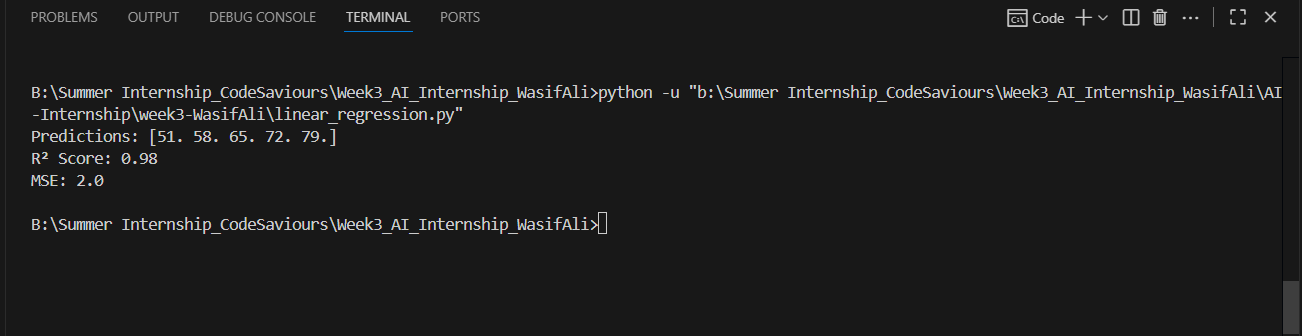 PROBLEMS OUTPUT DEBUG CONSOLE TERMINAL PORTS Code
B:\Summer Internship_CodeSaviours\Week3_AI_Internship_WasifAli>python -u "b:\Summer Internship_CodeSaviours\Week3_AI_Internship_WasifAli\AI
-Internship\week3-WasifAli\linear_regression.py"
Predictions: [51. 58. 65. 72. 79.]
R² Score: 0.98
MSE: 2.0
B:\Summer Internship_CodeSaviours\Week3_AI_Internship_WasifAli>